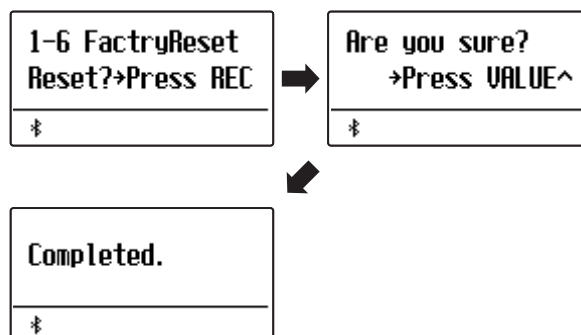 1-6 FactryReset
Reset?→Press REC
Are you sure?
→Press VALUE^
Completed.